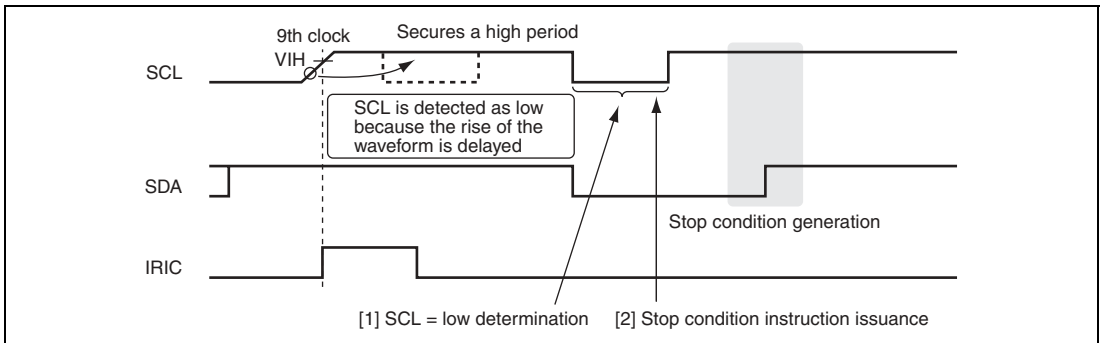 9th clock
Secures a high period
VIH
SCL
SCL is detected as low
because the rise of the
waveform is delayed
SDA
Stop condition generation
IRIC
[1] SCL = low determination
[2] Stop condition instruction issuance